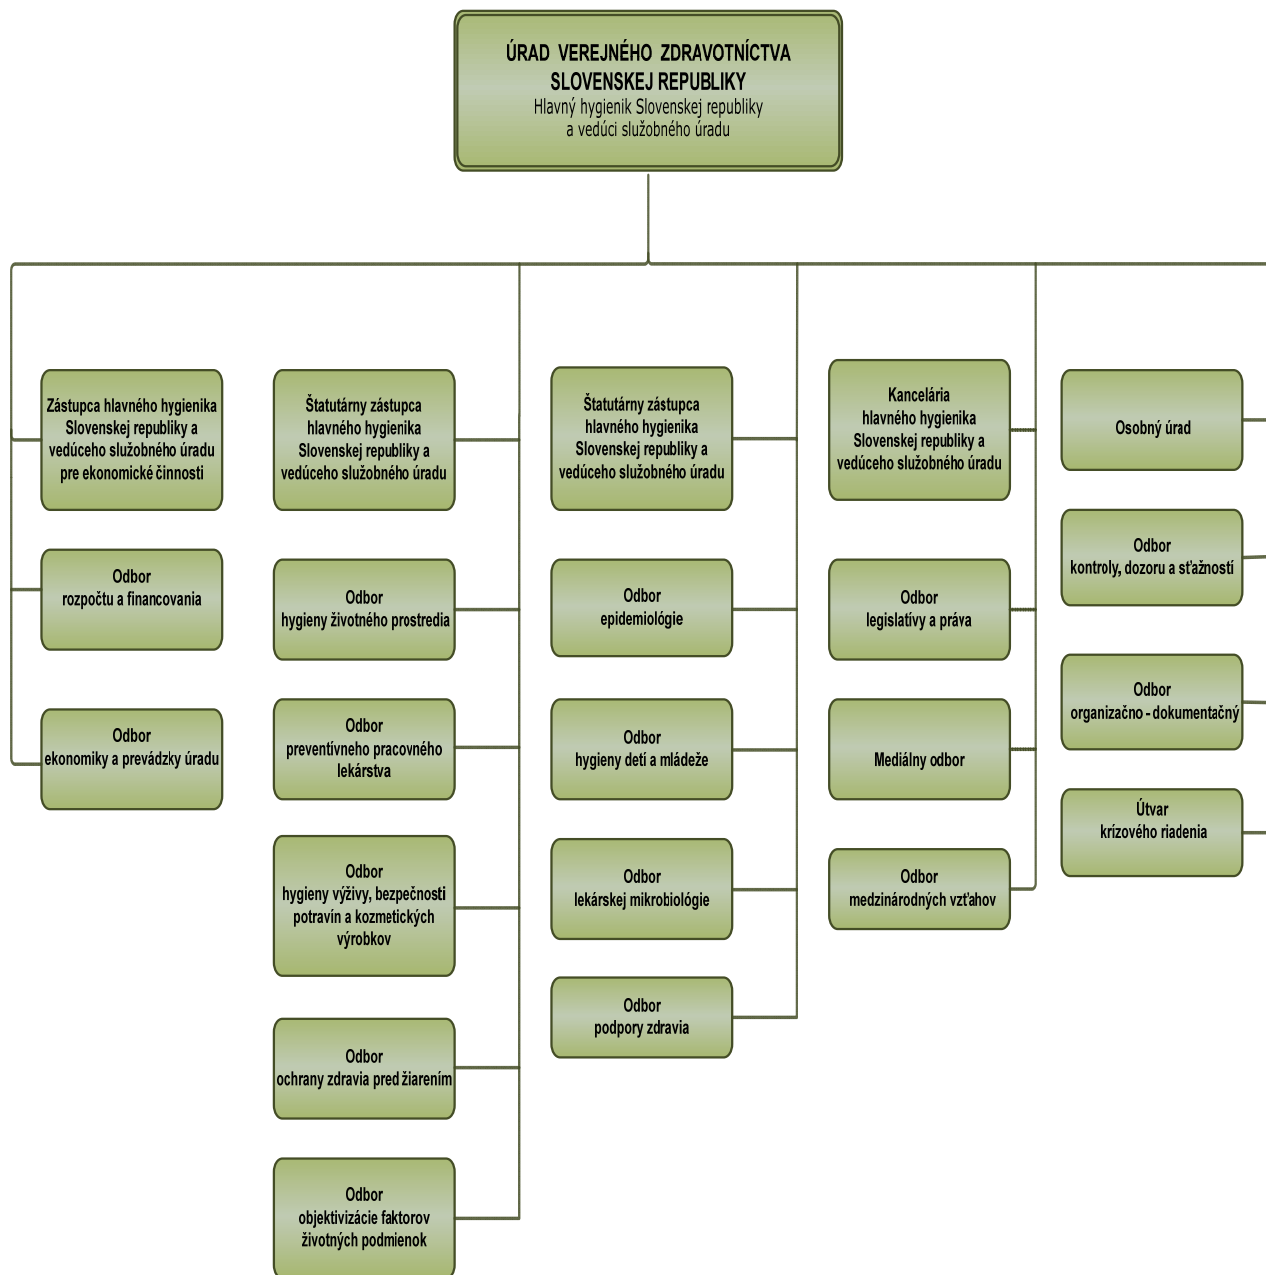 ÚRAD VEREJNÉHO ZDRAVOTNÍCTVA
SLOVENSKEJ REPUBLIKY
Hlavný hygienik Slovenskej republiky
a vedúci služobného úradu
Zástupca hlavného hygienika
Slovenskej republiky a
vedúceho služobného úradu
pre ekonomické činnosti
Odbor
rozpočtu a financovania
Odbor
ekonomiky a prevádzky úradu
Štatutárny zástupca
hlavného hygienika
Slovenskej republiky a
vedúceho služobného úradu
Odbor
hygieny životného prostredia
Odbor
preventívneho pracovného
lekárstva
Odbor
hygieny výživy, bezpečnosti
potravín a kozmetických
výrobkov
Odbor
ochrany zdravia pred žiarením
Odbor
objektivizácie faktorov
životných podmienok
Štatutárny zástupca
hlavného hygienika
Slovenskej republiky a
vedúceho služobného úradu
Odbor
epidemiológie
Odbor
hygieny detí a mládeže
Odbor
lekárskej mikrobiológie
Odbor
podpory zdravia
Kancelária
hlavného hygienika
Slovenskej republiky a
vedúceho služobného úradu
Odbor
legislatívy a práva
Mediálny odbor
Odbor
medzinárodných vzťahov
Osobný úrad
Odbor
kontroly, dozoru a sťažností
Odbor
organizačno - dokumentačný
Útvar
krízového riadenia